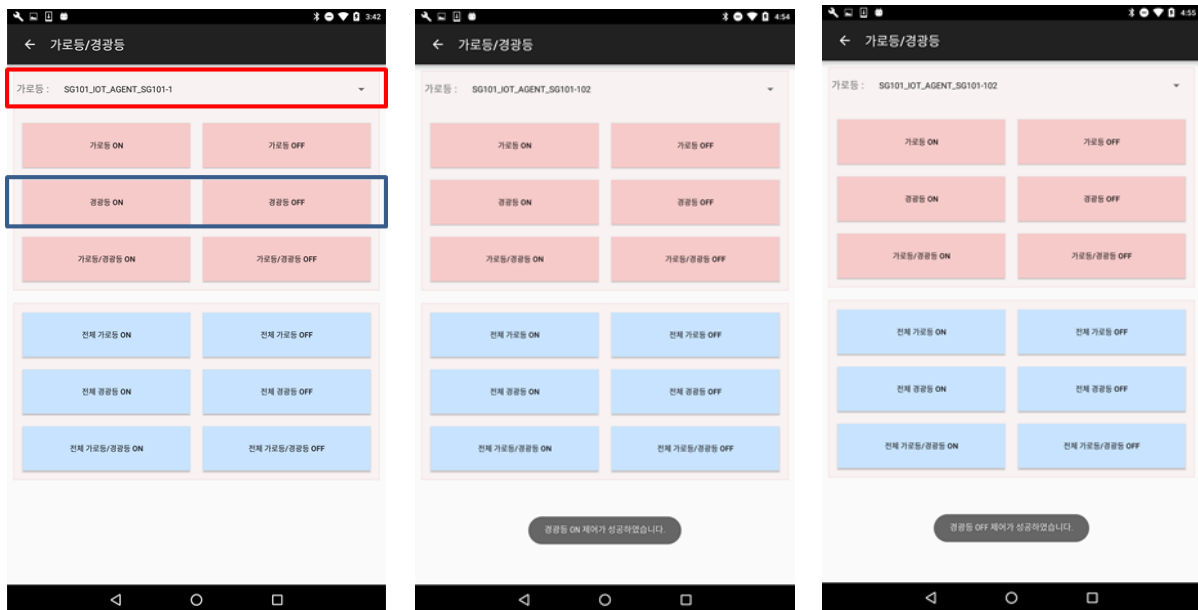 3:42
가로등/경광등
가로등 : SG101_IOT_AGENT_SG101-1
가로등 ON 가로등 OFF
경광등 ON 경광등 OFF
가로등/경광등 ON 가로등/경광등 OFF
전체 가로등 ON 전체 가로등 OFF
전체 경광등 ON 전체 경광등 OFF
전체 가로등/경광등 ON 전체 가로등/경광등 OFF
4:54
가로등/경광등
가로등 : SG101_IOT_AGENT_SG101-102
가로등 ON 가로등 OFF
경광등 ON 경광등 OFF
가로등/경광등 ON 가로등/경광등 OFF
전체 가로등 ON 전체 가로등 OFF
전체 경광등 ON 전체 경광등 OFF
전체 가로등/경광등 ON 전체 가로등/경광등 OFF
경광등 ON 제어가 성공하였습니다.
4:55
가로등/경광등
가로등 : SG101_IOT_AGENT_SG101-102
가로등 ON 가로등 OFF
경광등 ON 경광등 OFF
가로등/경광등 ON 가로등/경광등 OFF
전체 가로등 ON 전체 가로등 OFF
전체 경광등 ON 전체 경광등 OFF
전체 가로등/경광등 ON 전체 가로등/경광등 OFF
경광등 OFF 제어가 성공하였습니다.